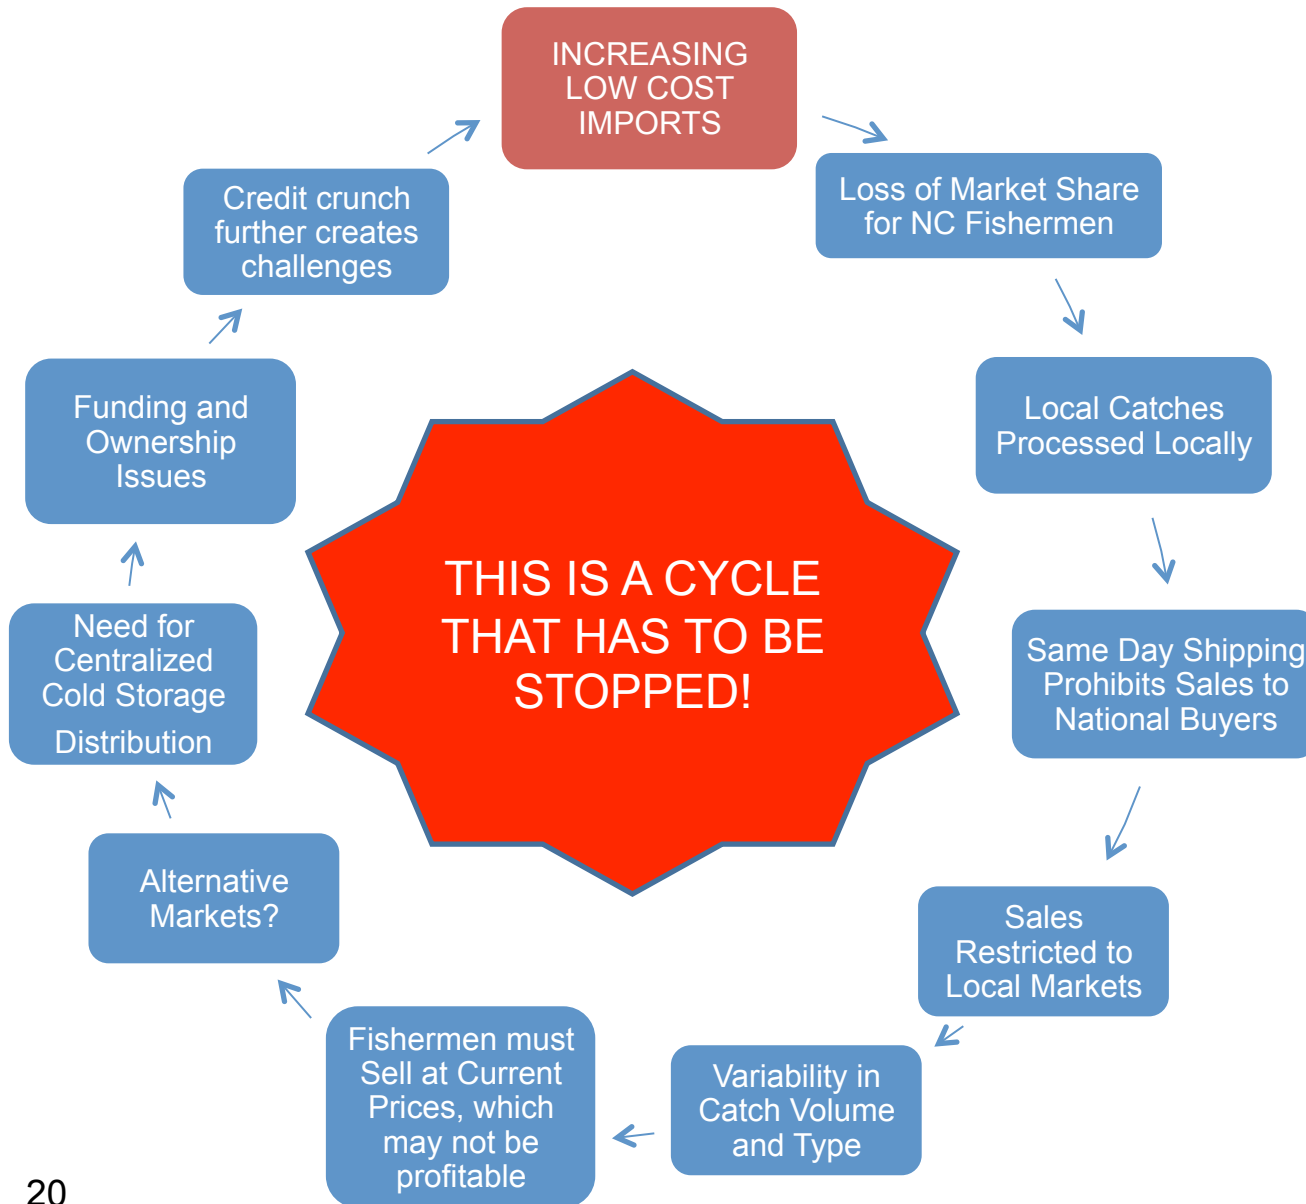 INCREASING
LOW COST
IMPORTS
Loss of Market Share
for NC Fishermen
Local Catches
Processed Locally
Same Day Shipping
Prohibits Sales to
National Buyers
Sales
Restricted to
Local Markets
Variability in
Catch Volume
and Type
Fishermen must
Sell at Current
Prices, which
may not be
profitable
Alternative
Markets?
Need for
Centralized
Cold Storage
Distribution
Funding and
Ownership
Issues
Credit crunch
further creates
challenges
THIS IS A CYCLE
THAT HAS TO BE
STOPPED!
20